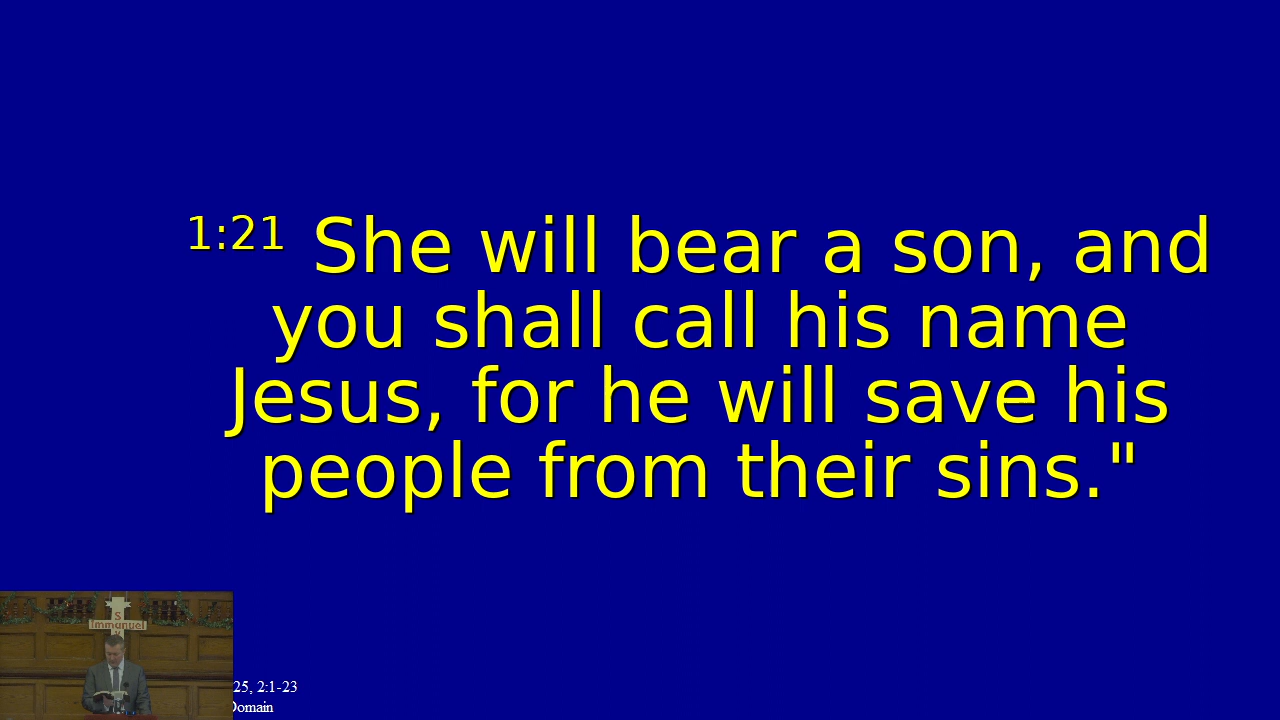 1:21 She will bear a son, and
you shall call his name
Jesus, for he will save his
people from their sins."
Immanuel
25, 2:1-23
Domain